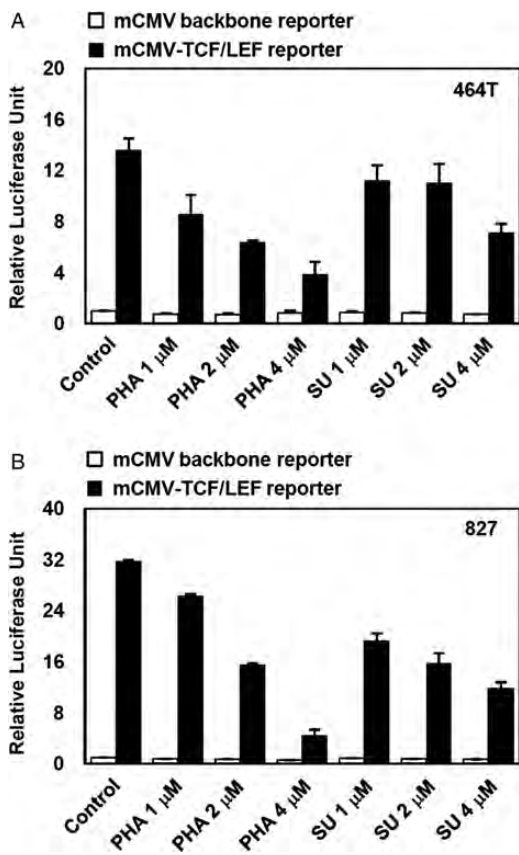 A
mCMV backbone reporter
mCMV-TCF/LEF reporter
Relative Luciferase Unit
20
16
12
8
4
0
464T
Control
PHA 1 μM
PHA 2 μM
PHA 4 μM
SU 1 μM
SU 2 μM
SU 4 μM
B
mCMV backbone reporter
mCMV-TCF/LEF reporter
Relative Luciferase Unit
40
32
24
16
8
0
827
Control
PHA 1 μM
PHA 2 μM
PHA 4 μM
SU 1 μM
SU 2 μM
SU 4 μM